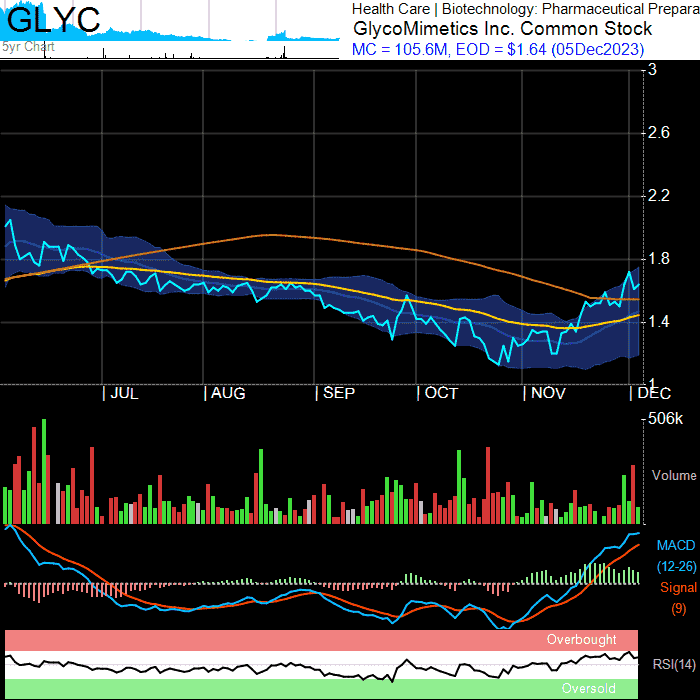 GLYC
5yr Chart
Health Care | Biotechnology: Pharmaceutical Prepara
GlycoMimetics Inc. Common Stock
MC = 105.6M, EOD = $1.64 (05Dec2023)
3
2.6
2.2
1.8
1.4
1
JUL
AUG
SEP
OCT
NOV
DEC
506k
Volume
MACD
(12-26)
Signal
(9)
Overbought
RSI(14)
Oversold